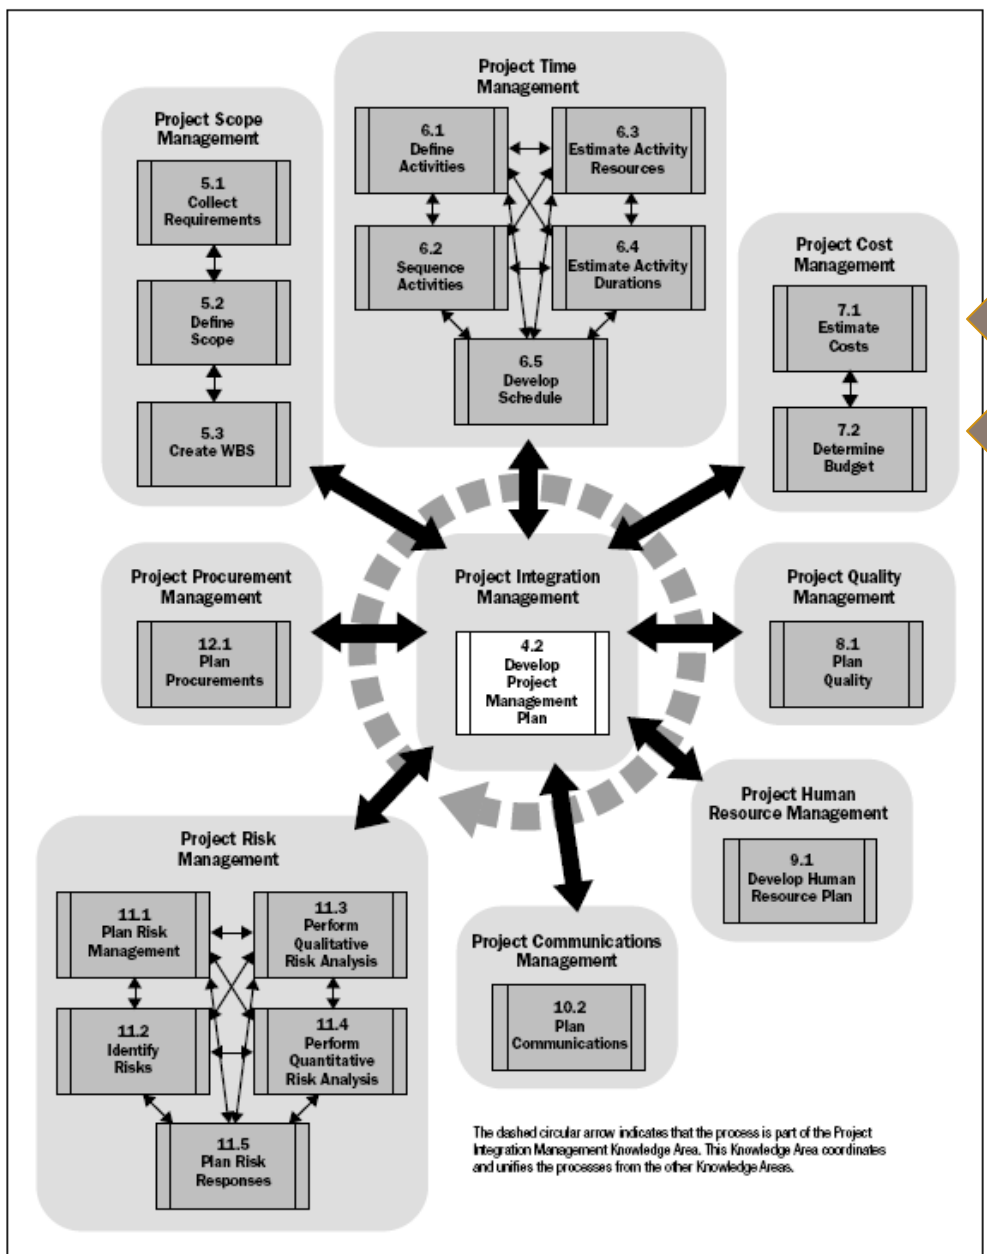 Project Time
Management
6.1
Define
Activities
6.3
Estimate Activity
Resources
6.2
Sequence
Activities
6.4
Estimate Activity
Durations
6.5
Develop
Schedule
Project Scope
Management
5.1
Collect
Requirements
5.2
Define
Scope
5.3
Create WBS
Project Cost
Management
7.1
Estimate
Costs
7.2
Determine
Budget
Project Procurement
Management
12.1
Plan
Procurements
Project Integration
Management
4.2
Develop
Project
Management
Plan
Project Quality
Management
8.1
Plan
Quality
Project Human
Resource Management
9.1
Develop Human
Resource Plan
Project Risk
Management
11.1
Plan Risk
Management
11.3
Perform
Qualitative
Risk Analysis
11.2
Identify
Risks
11.4
Perform
Quantitative
Risk Analysis
11.5
Plan Risk
Responses
Project Communications
Management
10.2
Plan
Communications
The dashed circular arrow indicates that the process is part of the Project
Integration Management Knowledge Area. This Knowledge Area coordinates
and unifies the processes from the other Knowledge Areas.